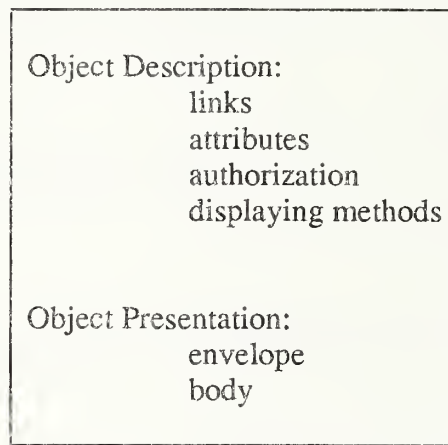 Object Description:
links
attributes
authorization
displaying methods
Object Presentation:
envelope
body